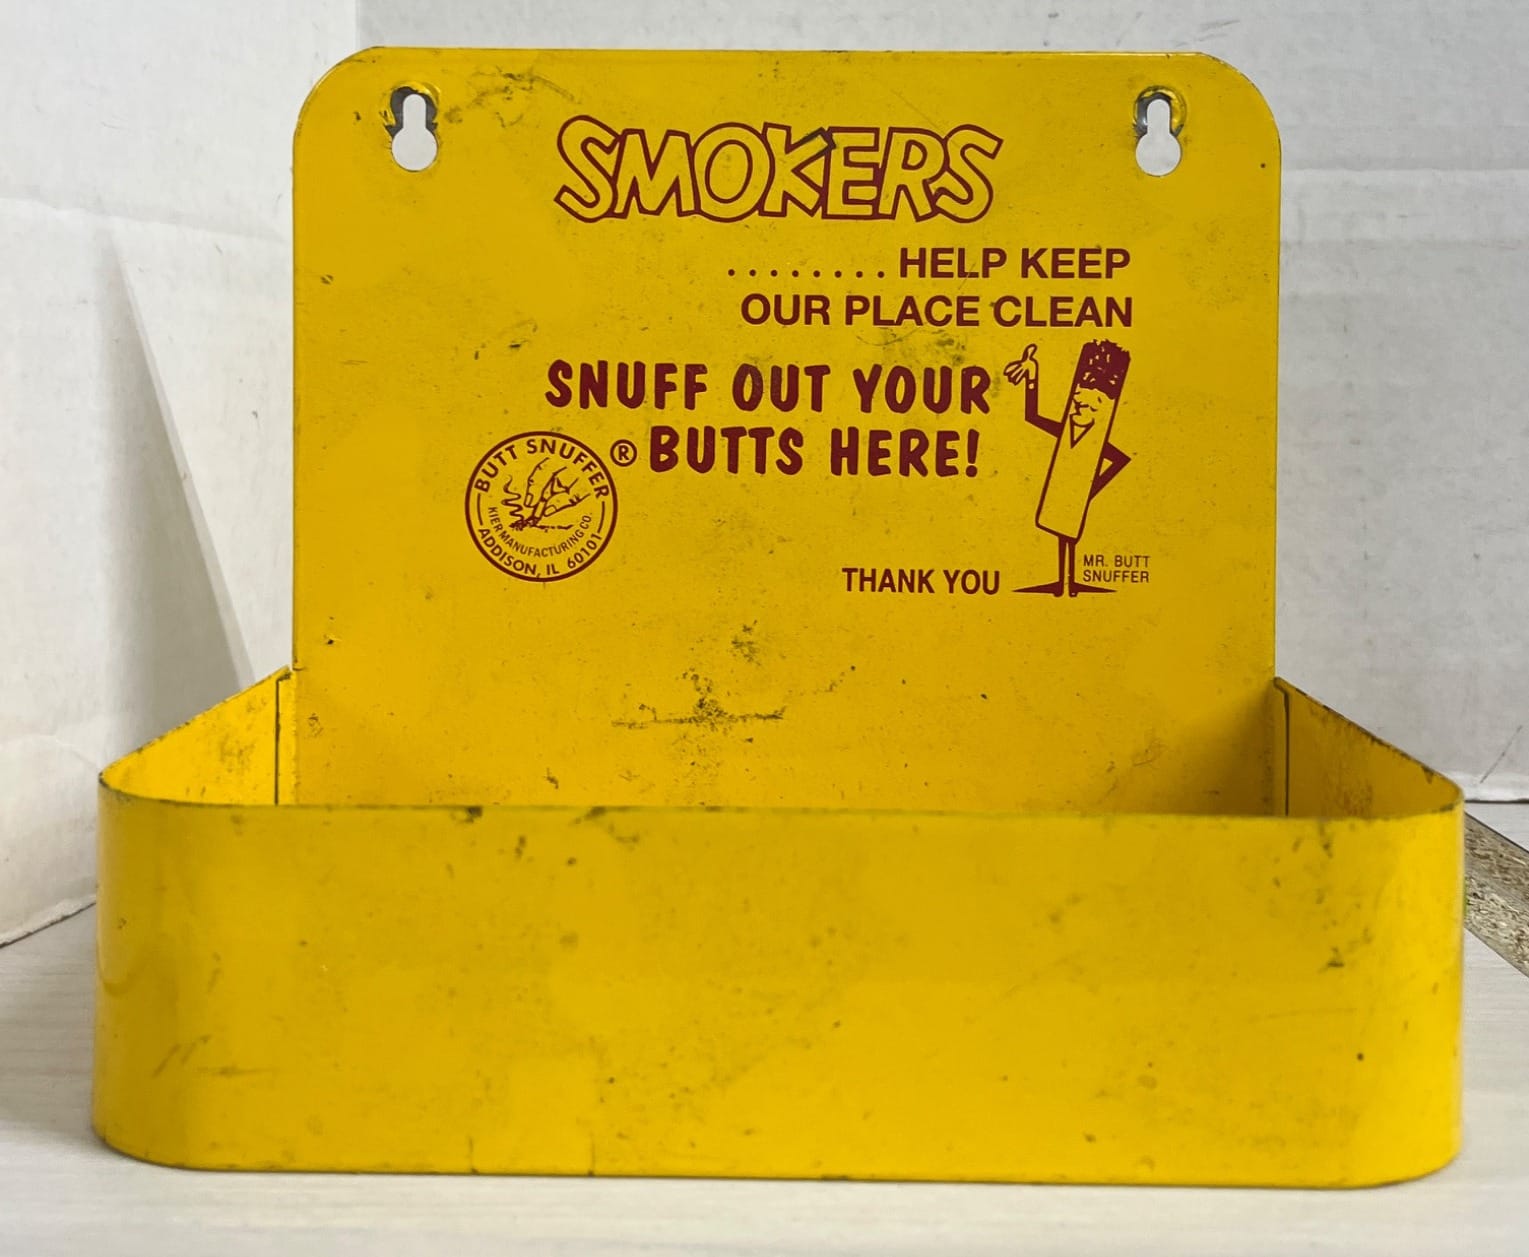 SMOKERS
........HELP KEEP
OUR PLACE CLEAN
SNUFF OUT YOUR
® BUTTS HERE!
BUTT SNUFFER
KIER MANUFACTURING CO.
ADDISON, IL 60101
THANK YOU
MR. BUTT
SNUFFER